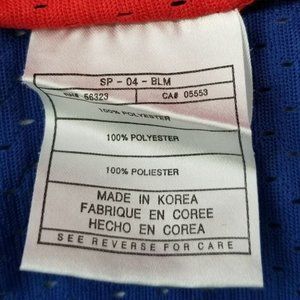 SP - 04 - BLM
RN# 56323 CA# 05553
100% POLYESTER
100% POLYESTER
100% POLIESTER
MADE IN KOREA
FABRIQUE EN COREE
HECHO EN COREA
SEE REVERSE FOR CARE